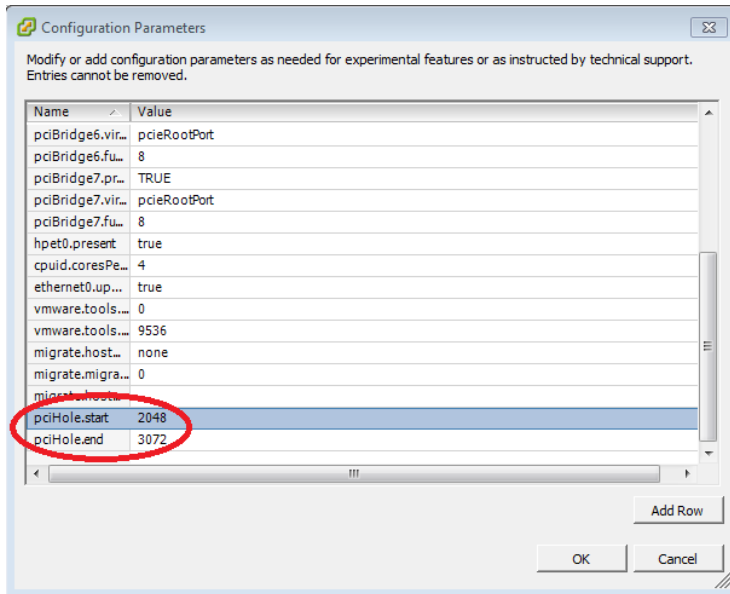 Configuration Parameters
Modify or add configuration parameters as needed for experimental features or as instructed by technical support.
Entries cannot be removed.
Name Value
pciBridge6.vir... pcieRootPort
pciBridge6.fu... 8
pciBridge7.pr... TRUE
pciBridge7.vir... pcieRootPort
pciBridge7.fu... 8
hpet0.present true
cpuid.coresPe... 4
ethernet0.up... true
vmware.tools.... 0
vmware.tools.... 9536
migrate.host... none
migrate.migra... 0
pciHole.start 2048
pciHole.end 3072
Add Row
OK Cancel